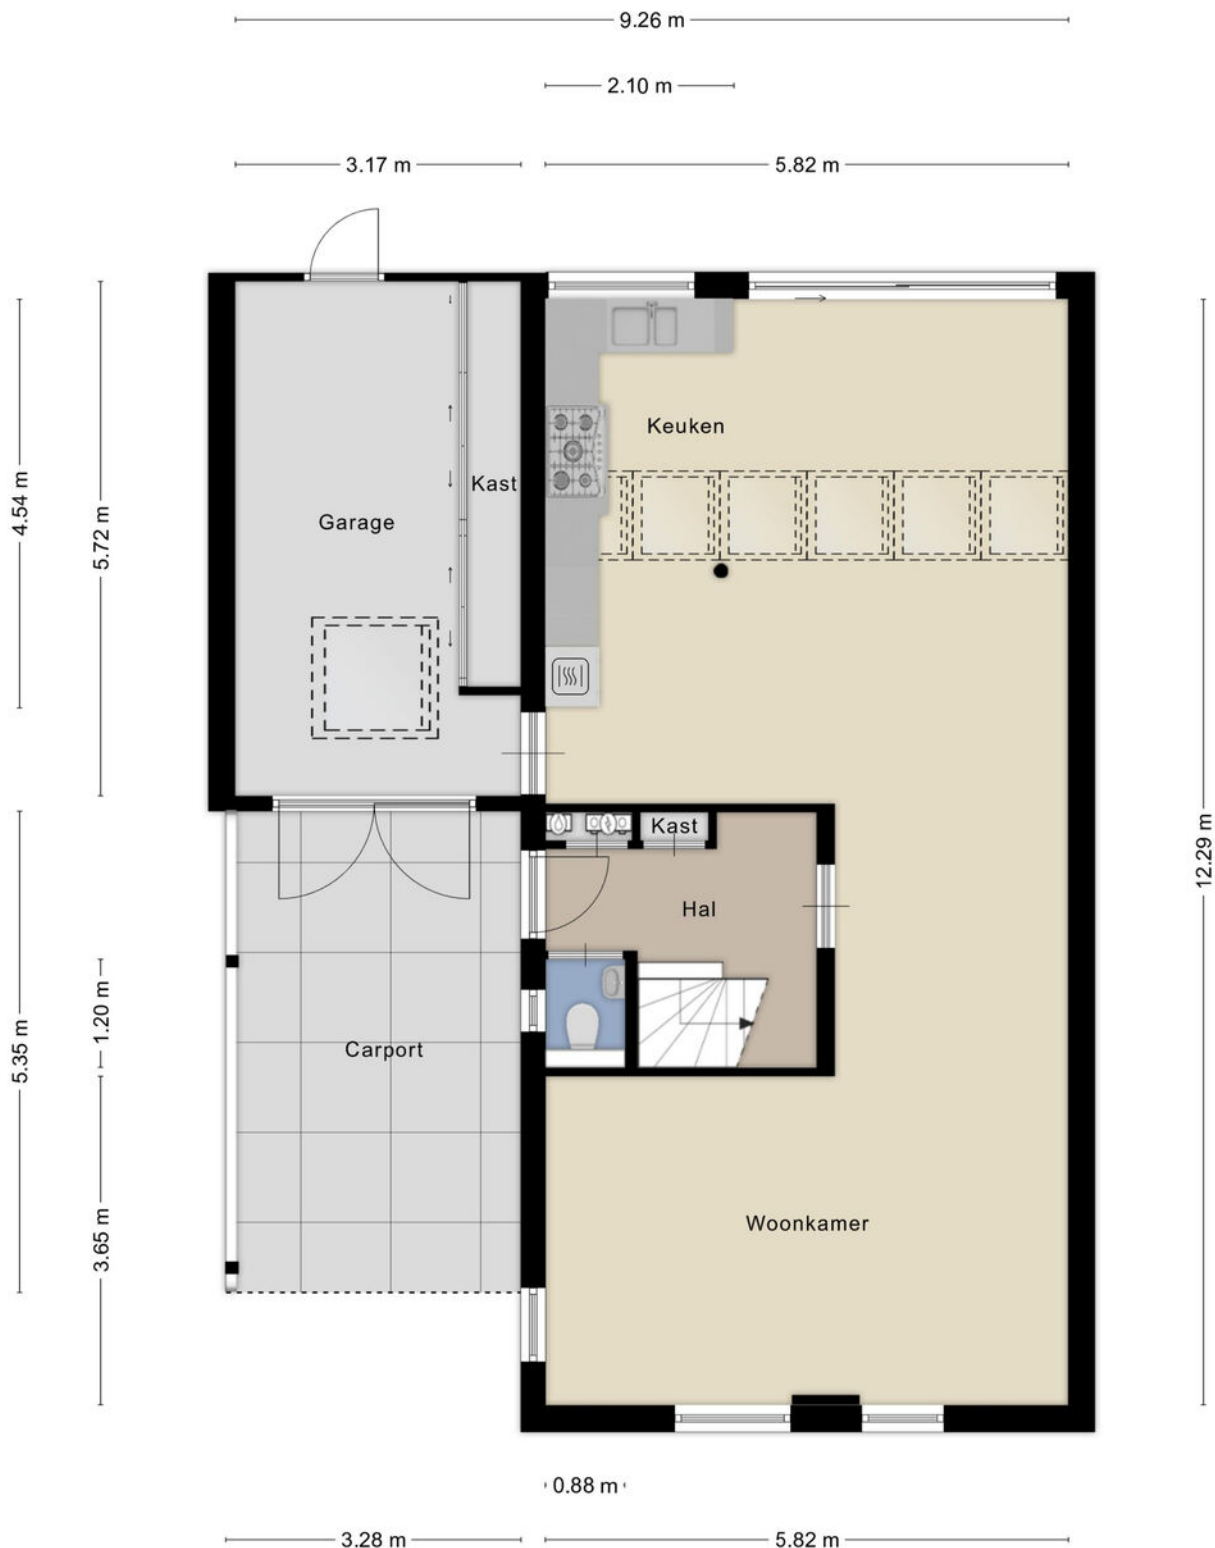 9.26 m
2.10 m
3.17 m
5.82 m
4.54 m
5.72 m
Keuken
Kast
Garage
12.29 m
Kast
Hal
5.35 m
1.20 m
Carport
3.65 m
Woonkamer
0.88 m
3.28 m
5.82 m